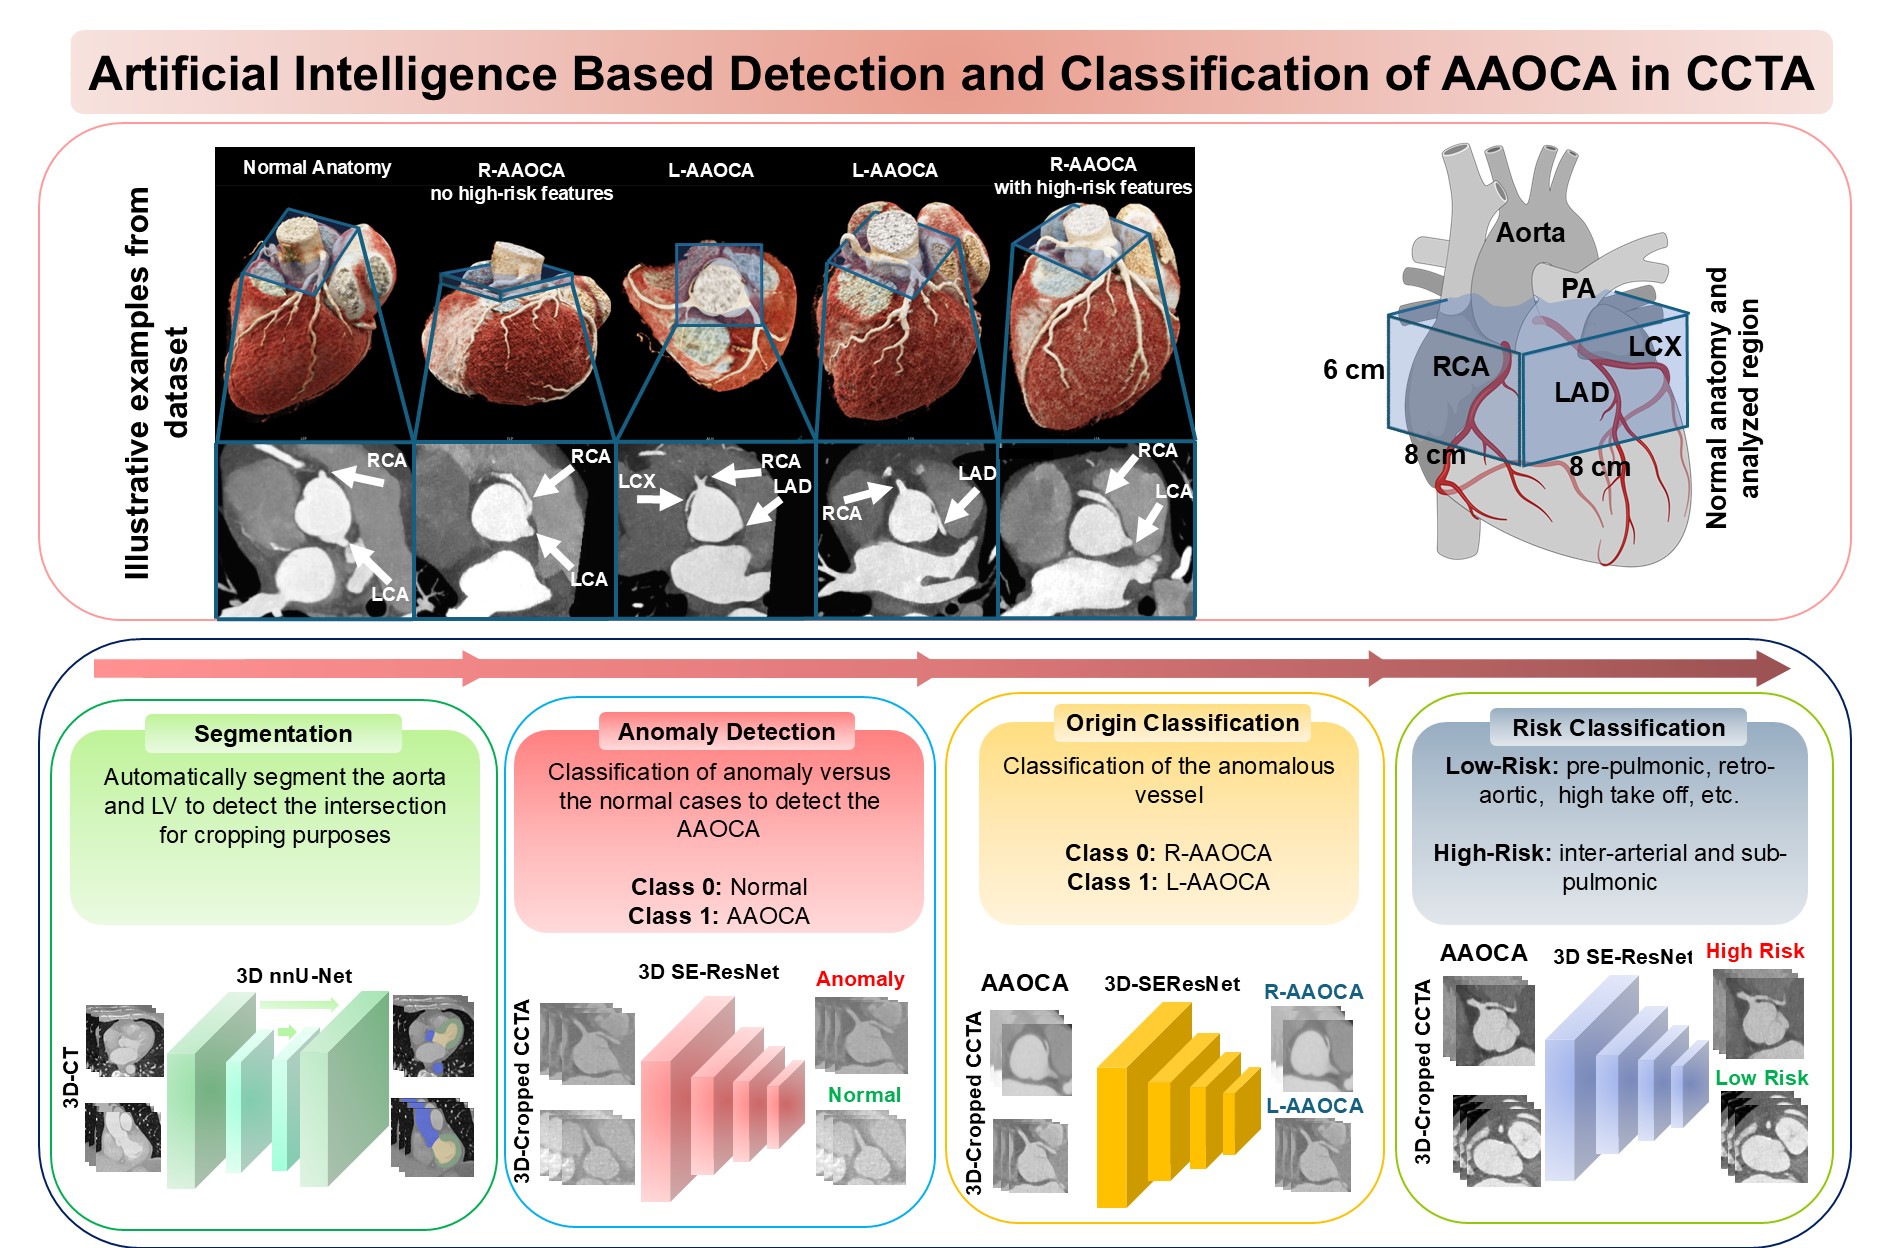 Artificial Intelligence Based Detection and Classification of AAOCA in CCTA
Illustrative examples from
dataset
Normal Anatomy
R-AAOCA
no high-risk features
L-AAOCA
L-AAOCA
R-AAOCA
with high-risk features
RCA
LCA
RCA
LCA
LCX
RCA
LAD
RCA
LAD
RCA
LCA
Aorta
PA
RCA
LCX
LAD
6 cm
8 cm
8 cm
Normal anatomy and
analyzed region
Segmentation
Automatically segment the aorta
and LV to detect the intersection
for cropping purposes
3D nnU-Net
3D-CT
Anomaly Detection
Classification of anomaly versus
the normal cases to detect the
AAOCA
Class 0: Normal
Class 1: AAOCA
3D SE-ResNet
3D-Cropped CCTA
Anomaly
Normal
Origin Classification
Classification of the anomalous
vessel
Class 0: R-AAOCA
Class 1: L-AAOCA
AAOCA
3D-SEResNet
3D-Cropped CCTA
R-AAOCA
L-AAOCA
Risk Classification
Low-Risk: pre-pulmonic, retro-
aortic, high take off, etc.
High-Risk: inter-arterial and sub-
pulmonic
AAOCA
3D SE-ResNet
3D-Cropped CCTA
High Risk
Low Risk